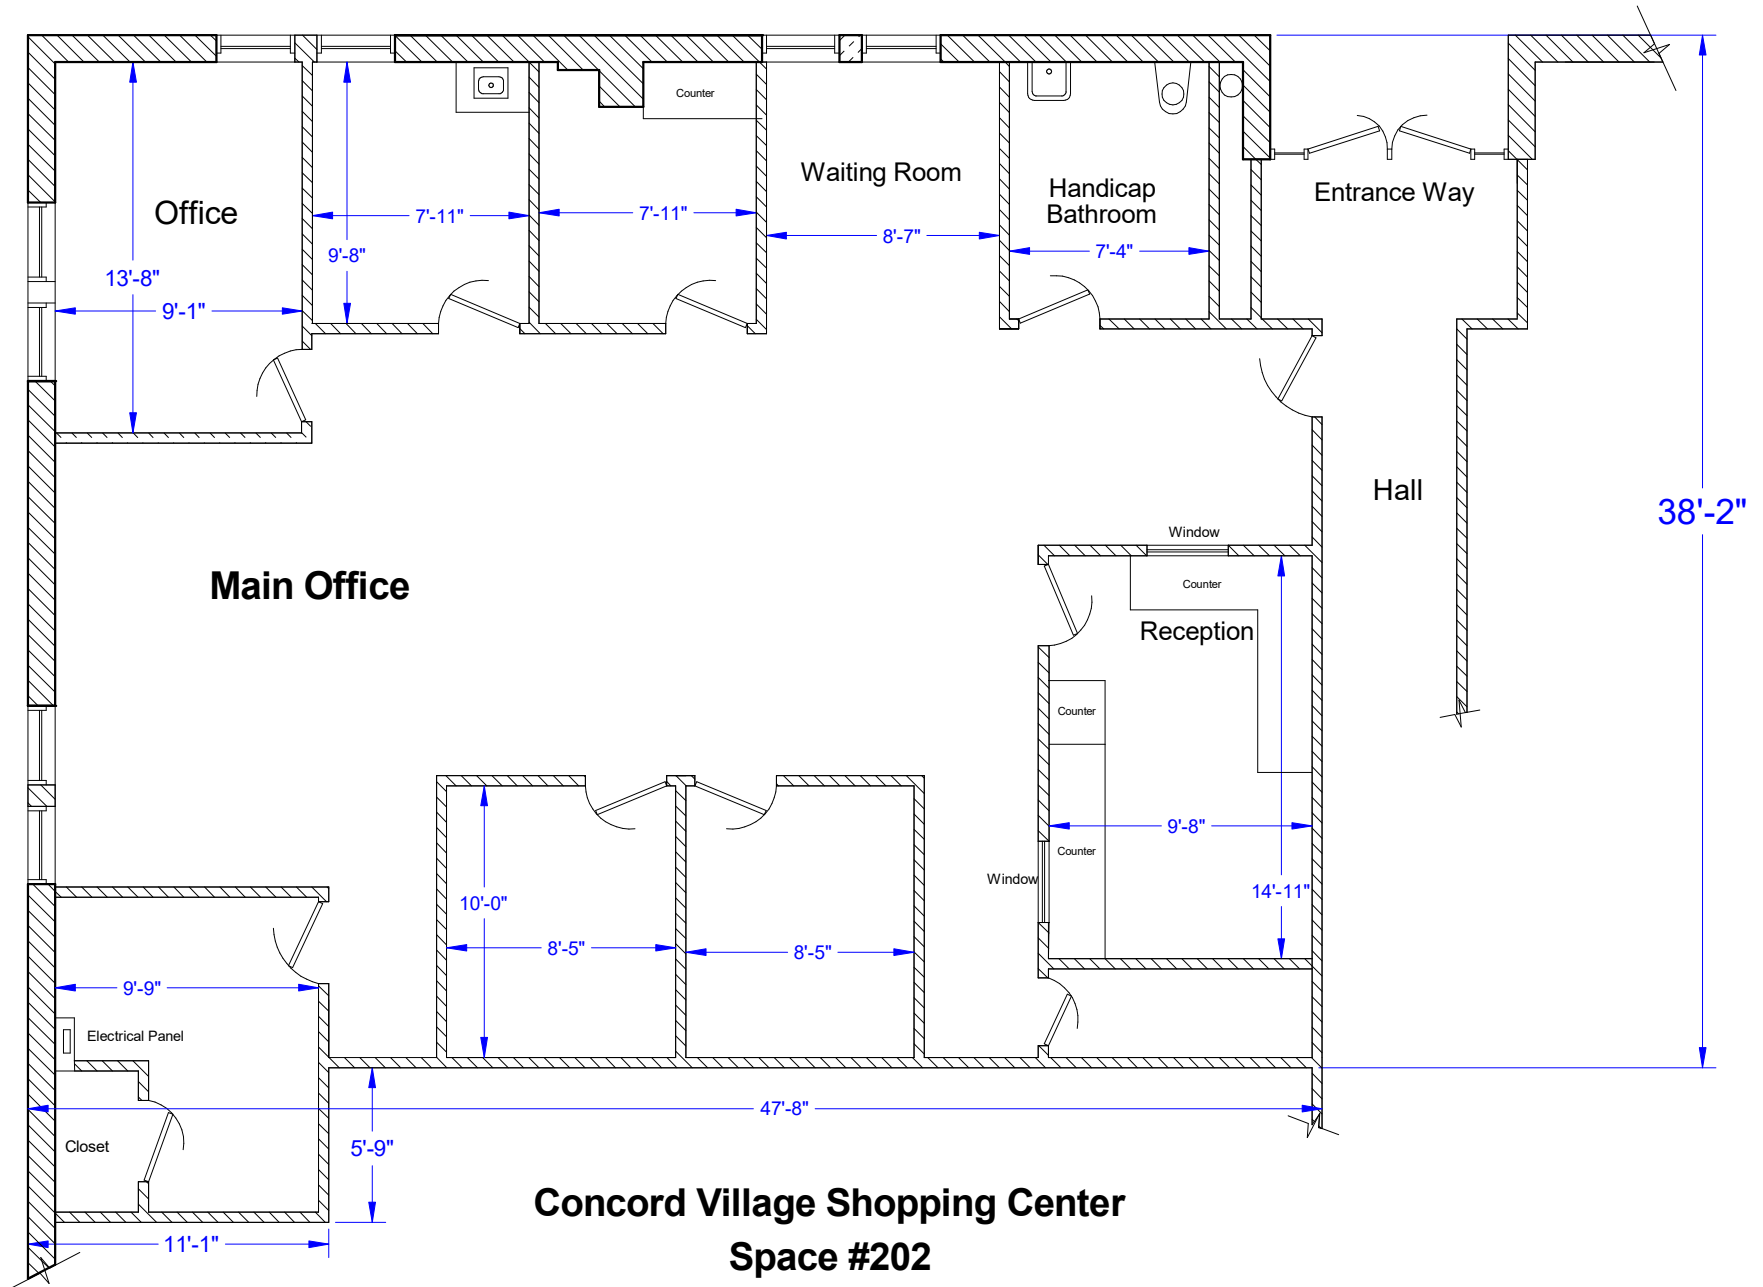 Counter
Waiting Room
Handicap
Bathroom
Entrance Way
Office
7'-11"
7'-11"
8'-7"
7'-4"
9'-8"
13'-8"
9'-1"
Hall
38'-2"
Window
Main Office
Counter
Reception
Counter
9'-8"
Counter
Window
14'-11"
10'-0"
8'-5"
8'-5"
9'-9"
Electrical Panel
47'-8"
Closet
5'-9"
11'-1"
Concord Village Shopping Center
Space #202